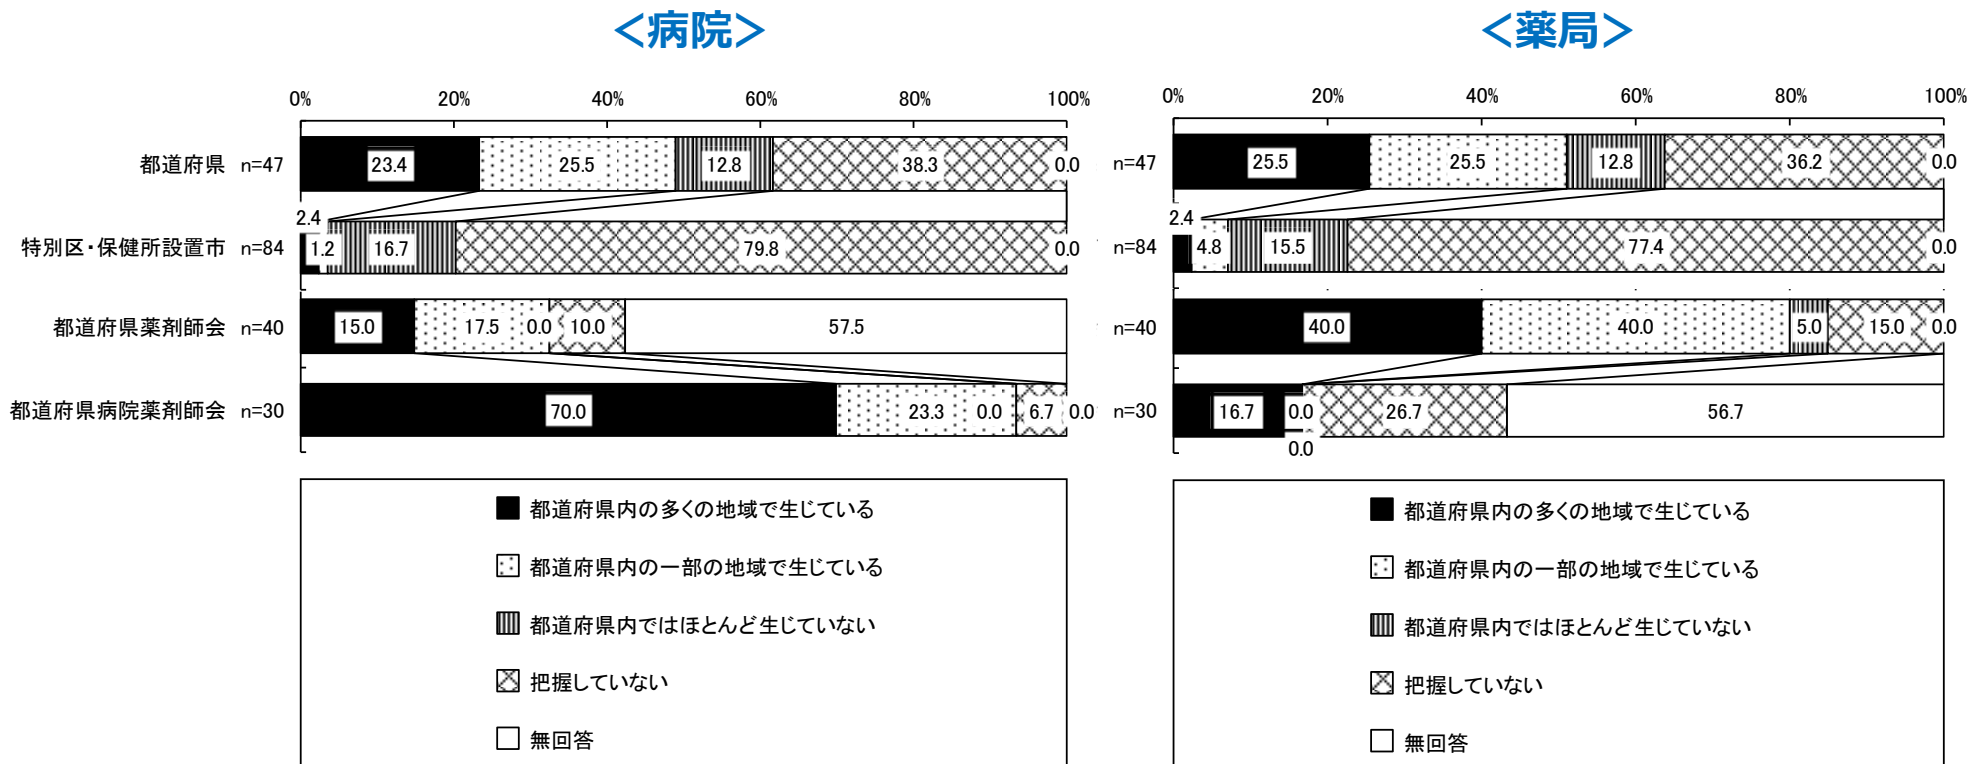 ＜病院＞
0% 20% 40% 60% 80% 100%
都道府県 n=47 23.4 25.5 12.8 38.3 0.0
2.4
特別区・保健所設置市 n=84 1.2 16.7 79.8 0.0
都道府県薬剤師会 n=40 15.0 17.5 0.0 10.0 57.5
都道府県病院薬剤師会 n=30 70.0 23.3 0.0 6.7 0.0
都道府県内の多くの地域で生じている
都道府県内の一部の地域で生じている
都道府県内ではほとんど生じていない
把握していない
無回答
＜薬局＞
0% 20% 40% 60% 80% 100%
n=47 25.5 25.5 12.8 36.2 0.0
2.4
n=84 4.8 15.5 77.4 0.0
n=40 40.0 40.0 5.0 15.0 0.0
n=30 16.7 0.0 26.7 56.7
0.0
都道府県内の多くの地域で生じている
都道府県内の一部の地域で生じている
都道府県内ではほとんど生じていない
把握していない
無回答